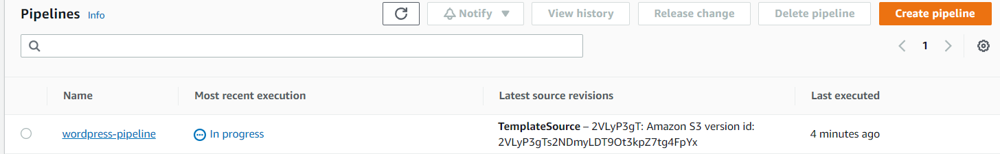 Pipelines Info
Notify
View history
Release change
Delete pipeline
Create pipeline
1
Name
Most recent execution
Latest source revisions
Last executed
wordpress-pipeline
In progress
TemplateSource – 2VLyP3gT: Amazon S3 version id:
2VLyP3gTs2NDmyLDT9Ot3kpZ7tg4FpYx
4 minutes ago